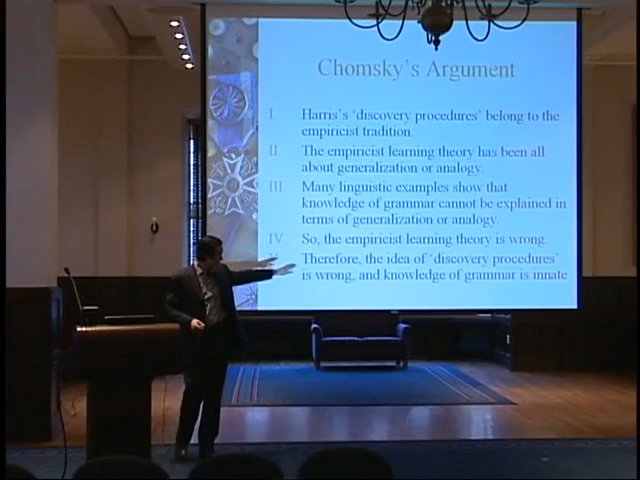 Chomsky's Argument
I. Harris's 'discovery procedures' belong to the
empiricist tradition.
II. The empiricist learning theory has been all
about generalization or analogy.
III. Many linguistic examples show that
knowledge of grammar cannot be explained in
terms of generalization or analogy.
IV. So, the empiricist learning theory is wrong.
Therefore, the idea of 'discovery procedures'
is wrong, and knowledge of grammar is innate